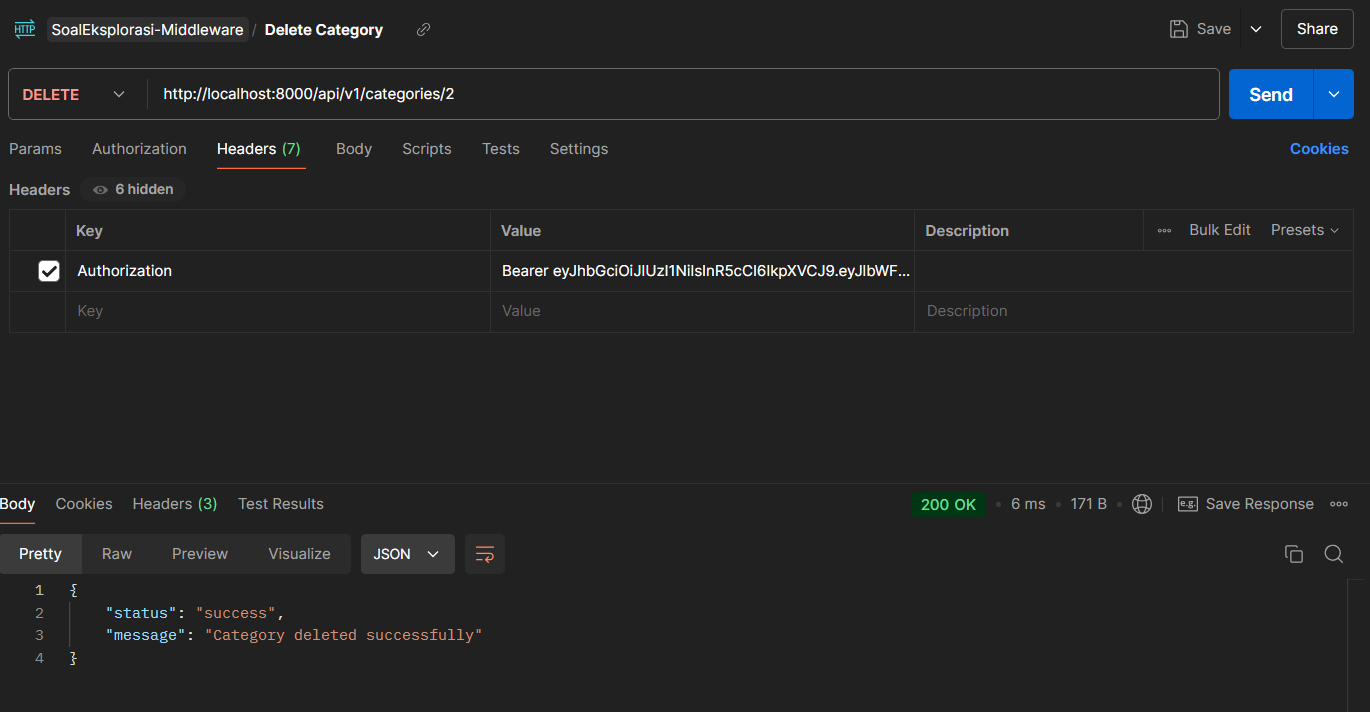 HTTP SoalEksplorasi-Middleware / Delete Category Save Share
DELETE http://localhost:8000/api/v1/categories/2 Send
Params Authorization Headers (7) Body Scripts Tests Settings Cookies
Headers 6 hidden
Key Value Description Bulk Edit Presets
Authorization Bearer eyJhbGciOiJIUzI1NiIsInR5cCI6IkpXVCJ9.eyJlbWF...
Key Value Description
Body Cookies Headers (3) Test Results 200 OK • 6 ms • 171 B • e.g. Save Response
Pretty Raw Preview Visualize JSON
1 {
2 "status": "success",
3 "message": "Category deleted successfully"
4 }